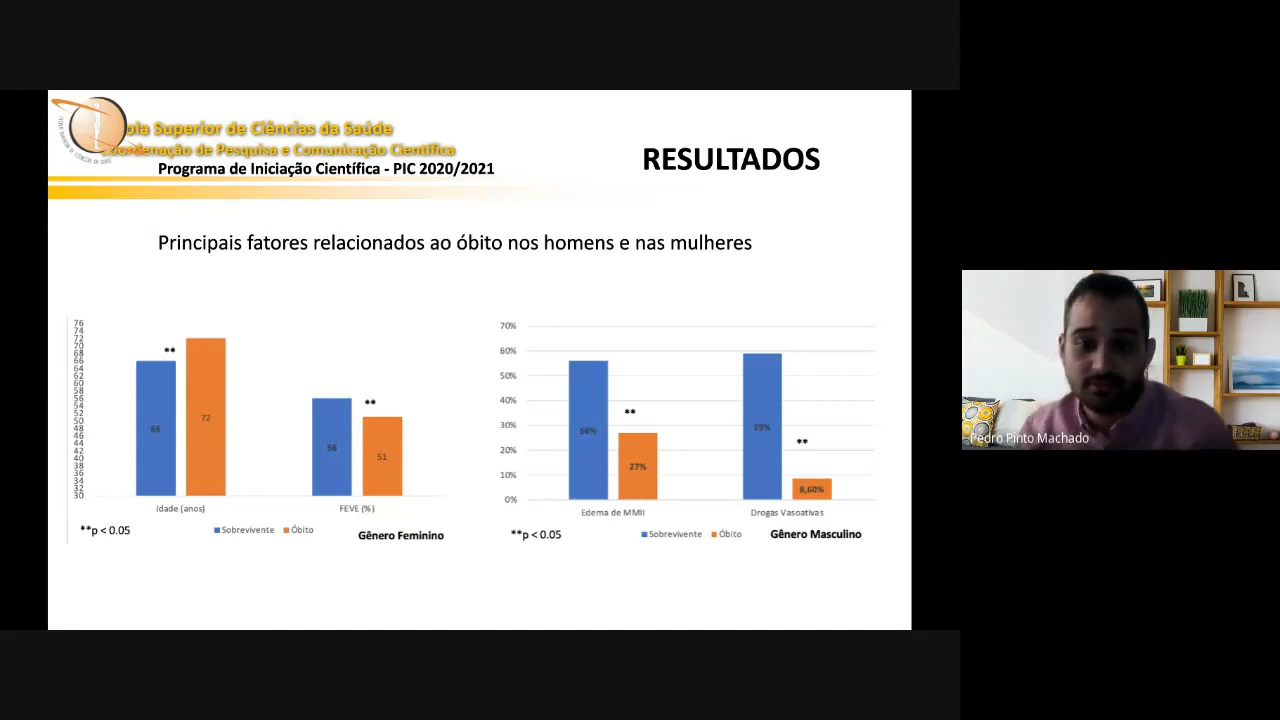 ola Superior de Ciências da Saúde
Coordenação de Pesquisa e Comunicação Científica
Programa de Iniciação Científica - PIC 2020/2021
RESULTADOS
Principais fatores relacionados ao óbito nos homens e nas mulheres
76
74
72
70
68
66
64
62
60
58
56
54
52
50
48
46
44
42
40
38
36
34
32
30
**
66
72
56
**
51
Idade (anos)
FEVE (%)
**p < 0.05
Sobrevivente
Óbito
Gênero Feminino
70%
60%
50%
40%
30%
20%
10%
0%
56%
**
27%
59%
**
8,60%
Edema de MMII
Drogas Vasoativas
**p < 0.05
Sobrevivente
Óbito
Gênero Masculino
Pedro Pinto Machado